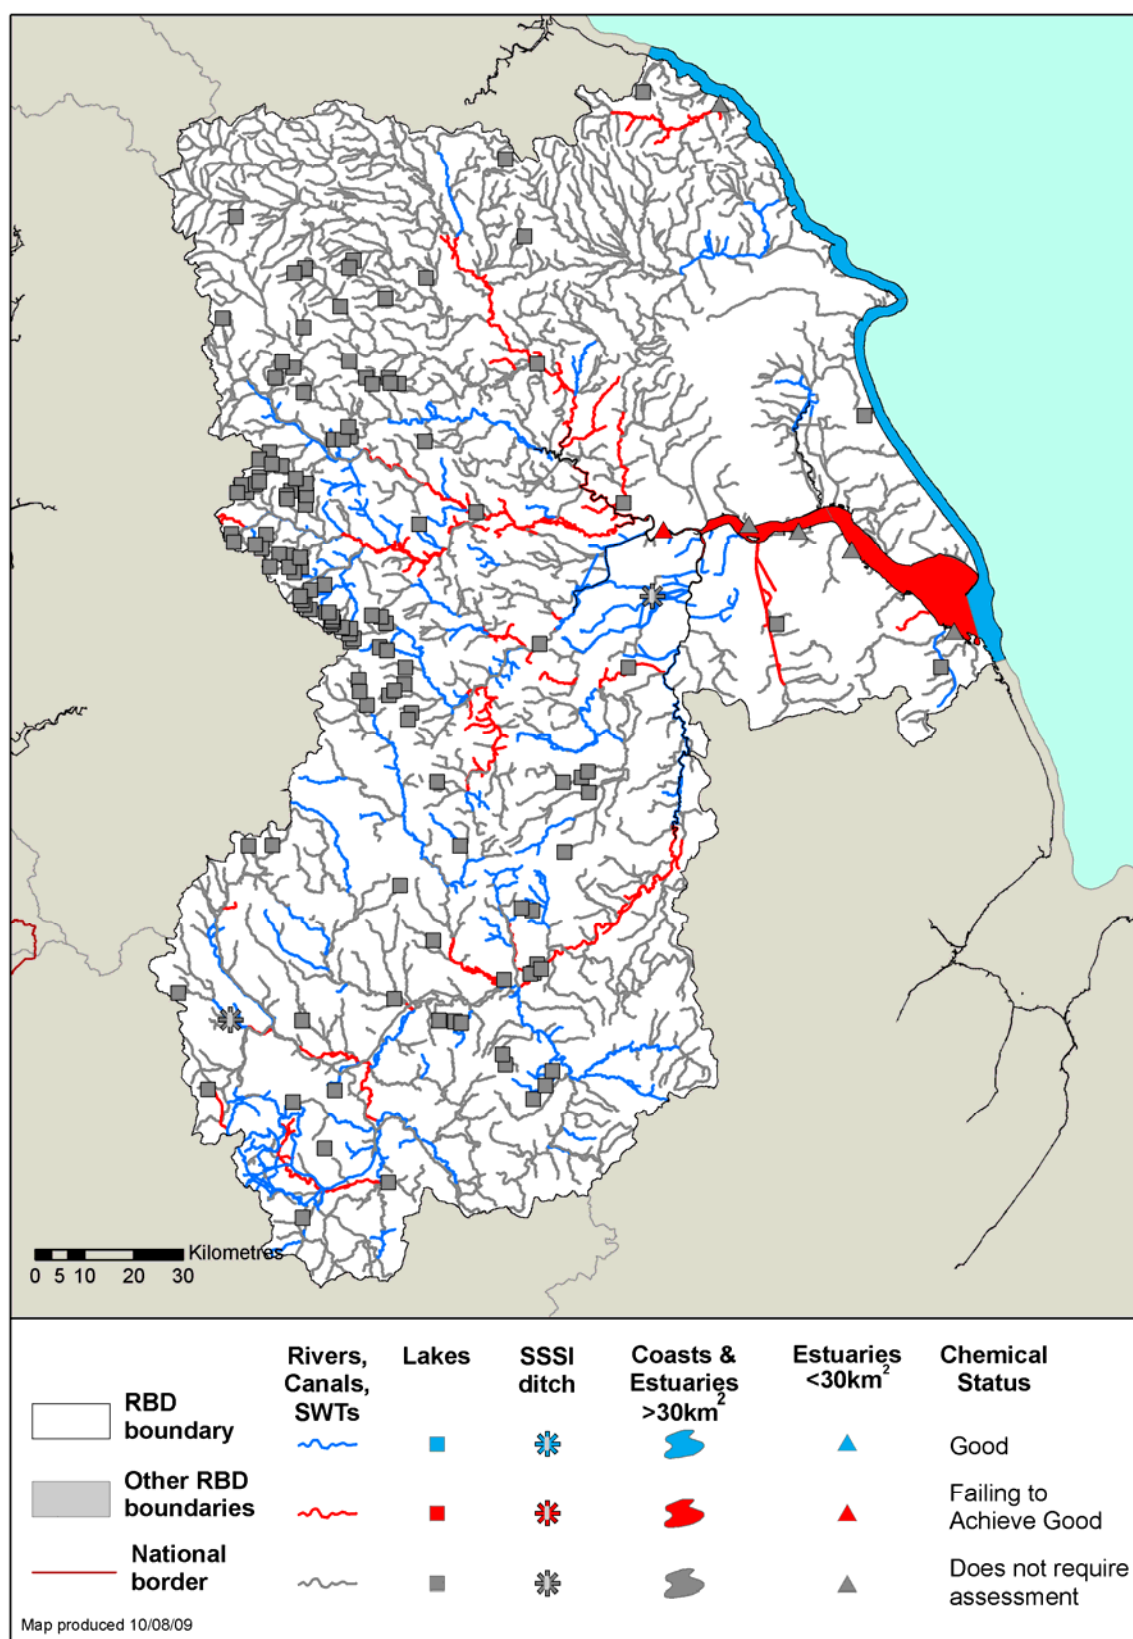 Kilometres
0 5 10 20 30
Rivers, Canals, SWTs
Lakes
SSSI ditch
Coasts & Estuaries >30km2
Estuaries <30km2
Chemical Status
RBD boundary
Good
Other RBD boundaries
Failing to Achieve Good
National border
Does not require assessment
Map produced 10/08/09